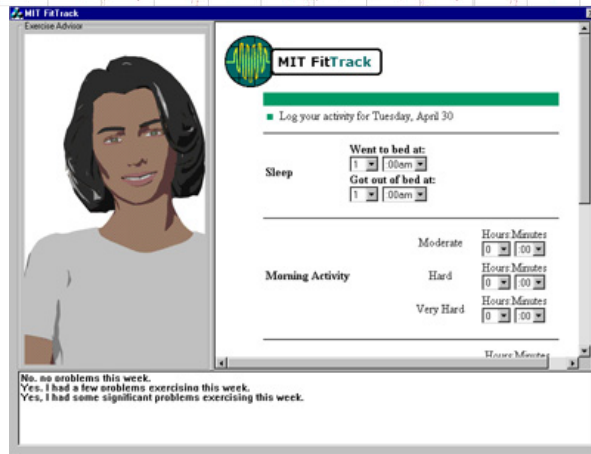 MIT FitTrack
Exercise Advisor
MIT FitTrack
Log your activity for Tuesday, April 30
Sleep
Went to bed at:
1 :00am
Got out of bed at:
1 :00am
Morning Activity
Moderate
Hours:Minutes
0 :00
Hard
Hours:Minutes
0 :00
Very Hard
Hours:Minutes
0 :00
Hours:Minutes
No, no problems this week.
Yes, I had a few problems exercising this week.
Yes, I had some significant problems exercising this week.